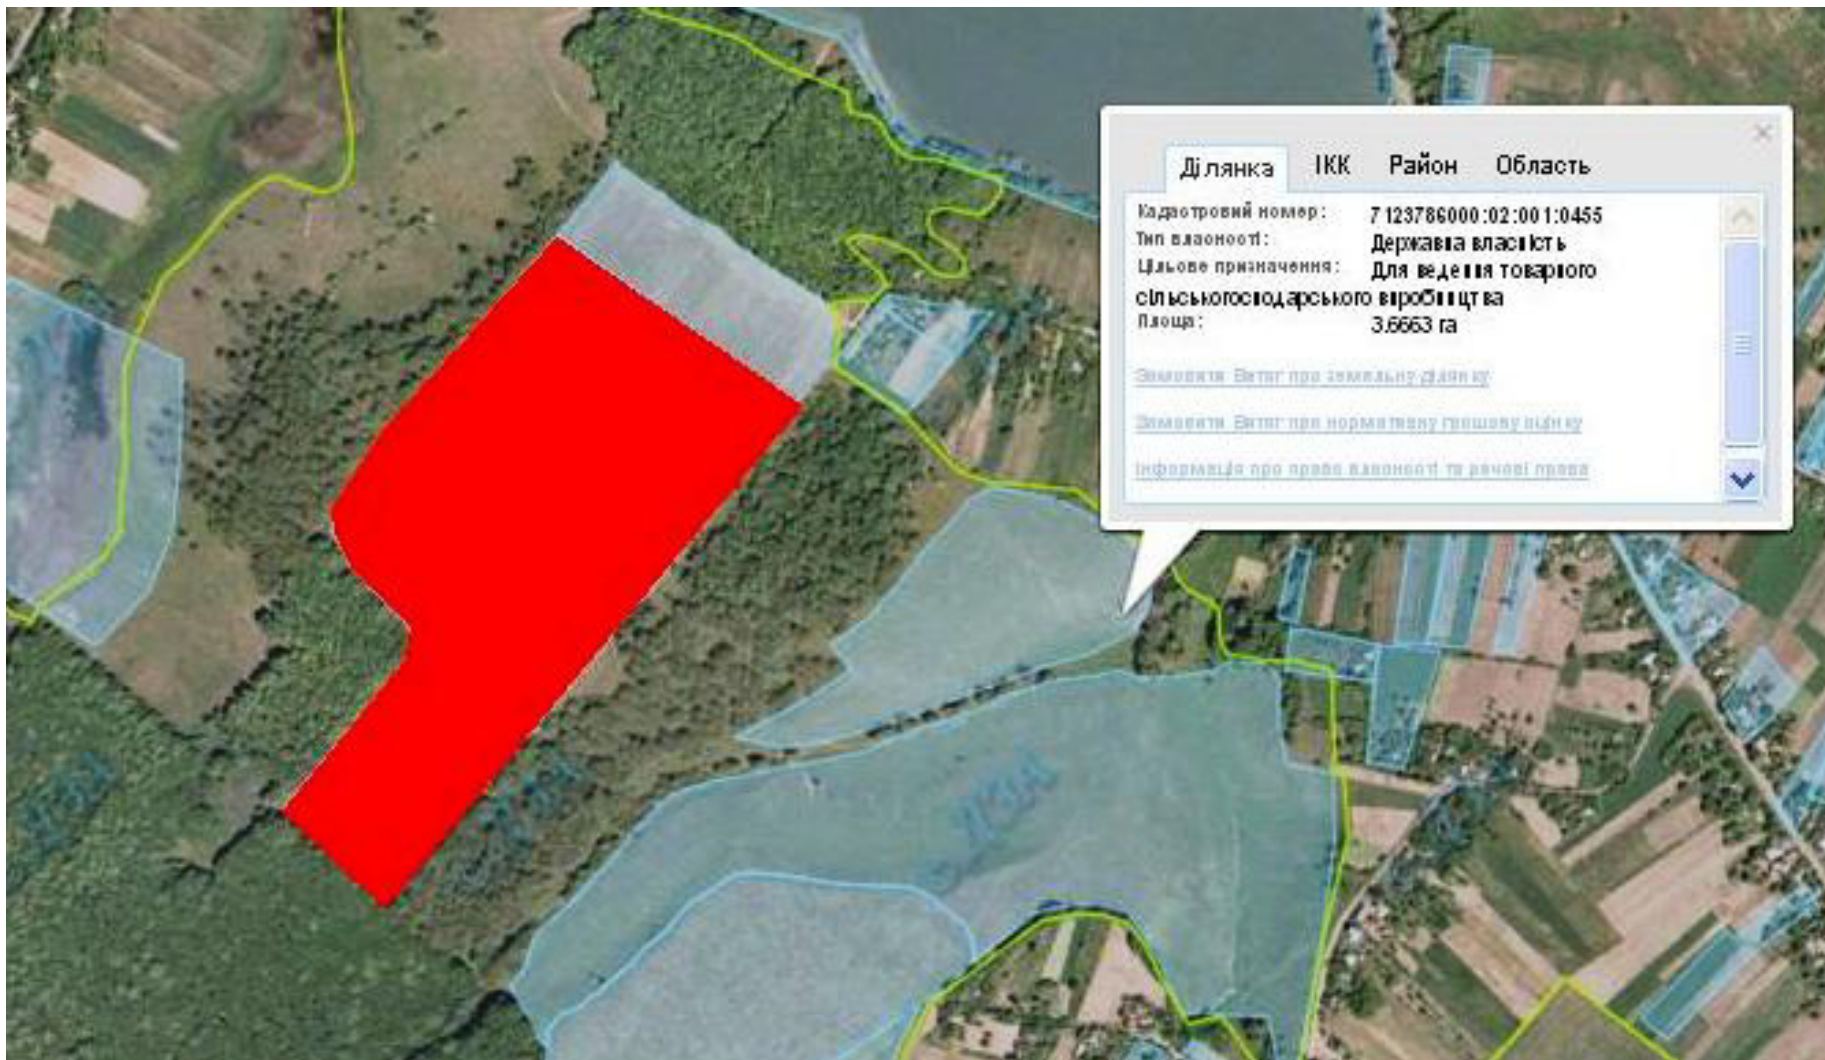 Ділянка ІКК Район Область
Кадастровий номер: 7123786000:02:001:0455
Тип власності: Державна власність
Цільове призначення: Для ведення товарного
сільськогосподарського виробництва
Площа: 3.6663 га
Замовити Витяг про земельну ділянку
Замовити Витяг про нормативну грошову оцінку
Інформація про право власності та речові права